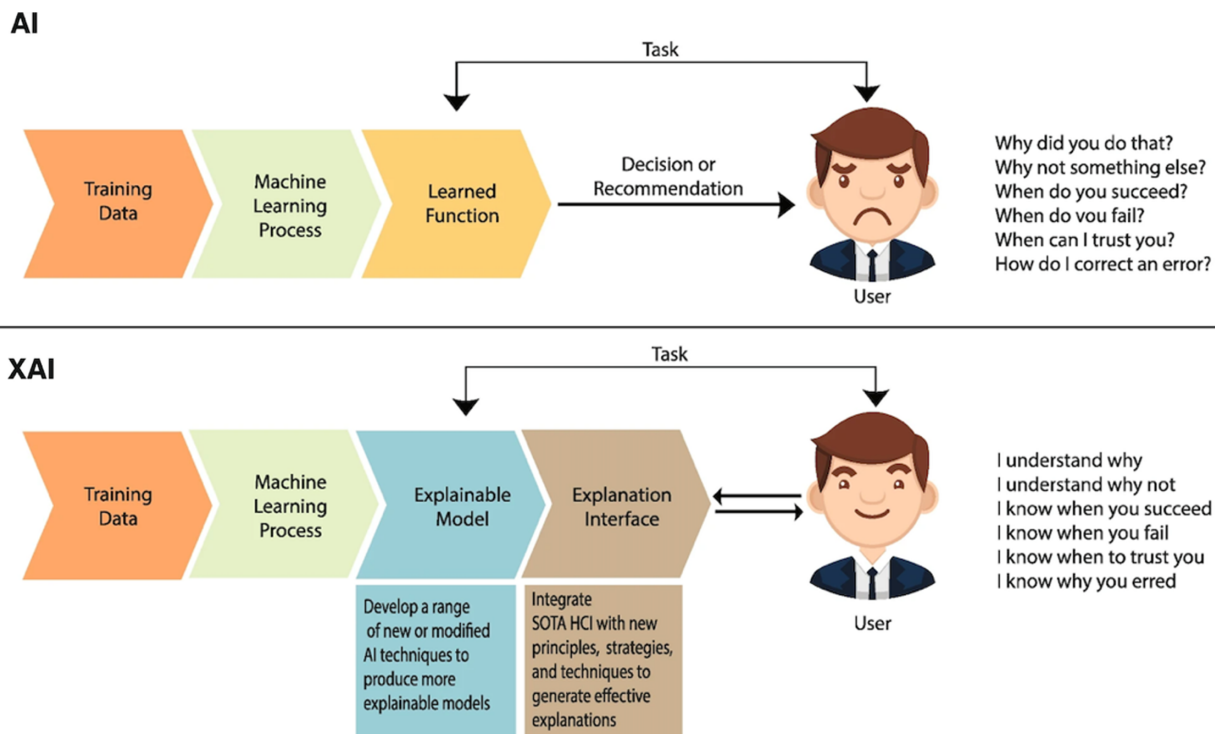 AI
Task
Training
Data
Machine
Learning
Process
Learned
Function
Decision or
Recommendation
User
Why did you do that?
Why not something else?
When do you succeed?
When do vou fail?
When can I trust you?
How do I correct an error?
XAI
Task
Training
Data
Machine
Learning
Process
Explainable
Model
Explanation
Interface
Develop a range
of new or modified
AI techniques to
produce more
explainable models
Integrate
SOTA HCI with new
principles, strategies,
and techniques to
generate effective
explanations
User
I understand why
I understand why not
I know when you succeed
I know when you fail
I know when to trust you
I know why you erred